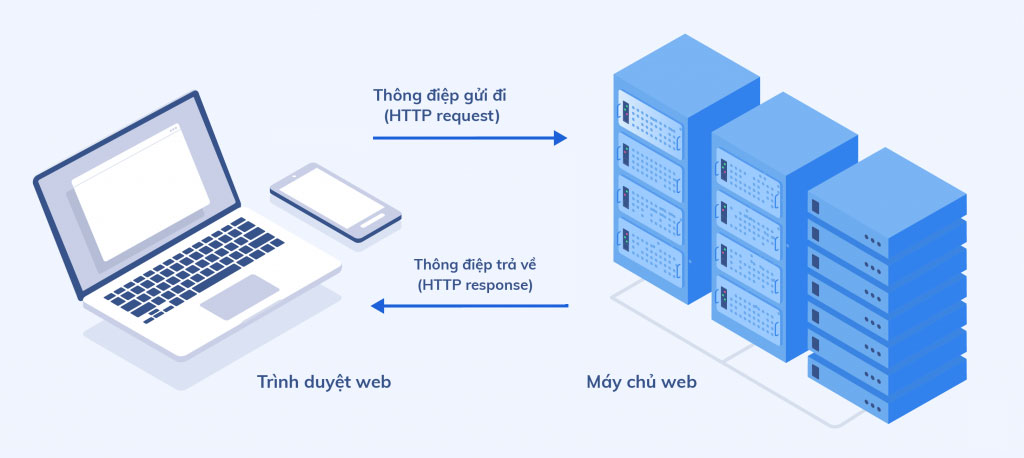 Thông điệp gửi đi
(HTTP request)
Thông điệp trả về
(HTTP response)
Trình duyệt web
Máy chủ web